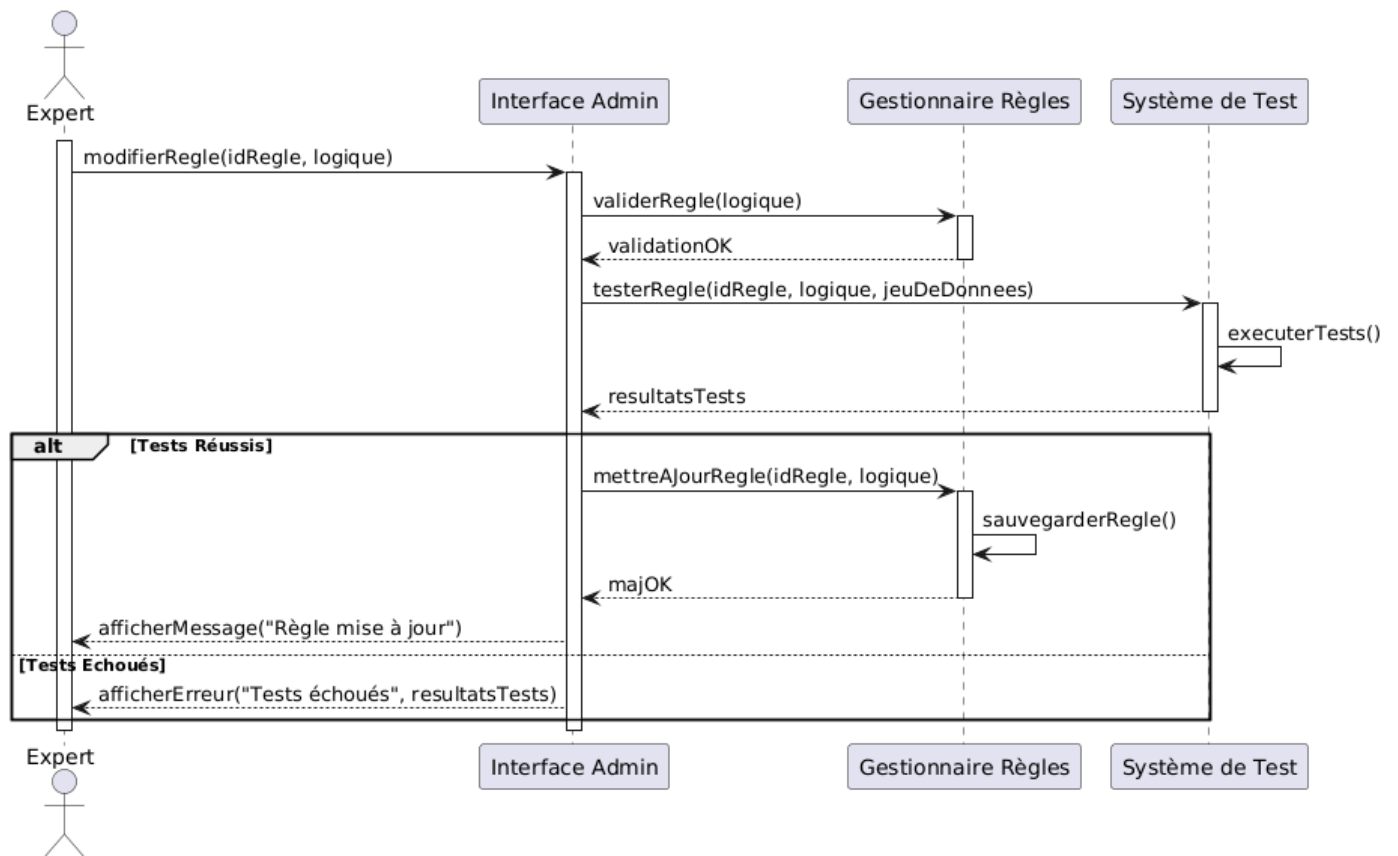 Expert
Interface Admin
Gestionnaire Règles
Système de Test
modifierRegle(idRegle, logique)
validerRegle(logique)
validationOK
testerRegle(idRegle, logique, jeuDeDonnees)
executerTests()
resultatsTests
alt
[Tests Réussis]
mettreAJourRegle(idRegle, logique)
sauvegarderRegle()
majOK
afficherMessage("Règle mise à jour")
[Tests Echoués]
afficherErreur("Tests échoués", resultatsTests)
Expert
Interface Admin
Gestionnaire Règles
Système de Test